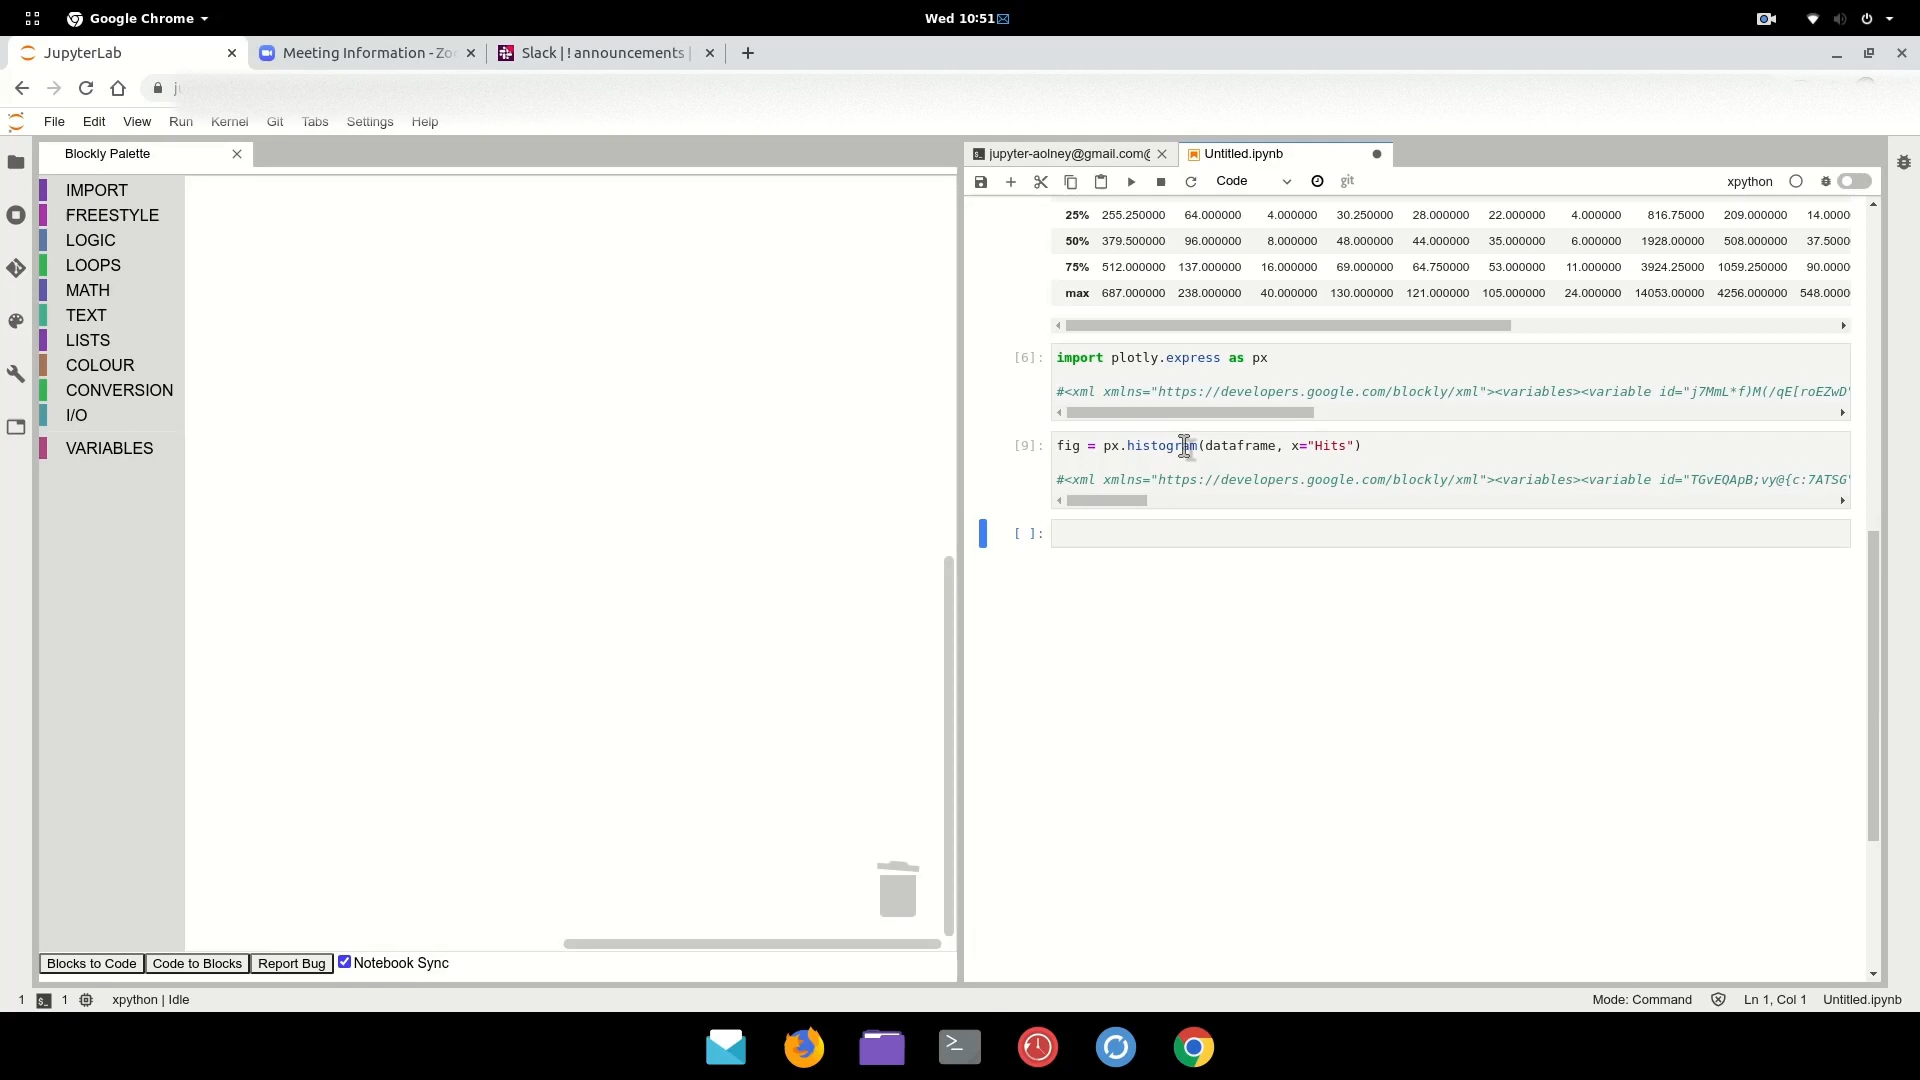 Google Chrome
Wed 10:51
JupyterLab
Meeting Information - Zo
Slack | ! announcements |
File Edit View Run Kernel Git Tabs Settings Help
Blockly Palette
IMPORT
FREESTYLE
LOGIC
LOOPS
MATH
TEXT
LISTS
COLOUR
CONVERSION
I/O
VARIABLES
Blocks to Code Code to Blocks Report Bug Notebook Sync
jupyter-aolney@gmail.com@
Untitled.ipynb
Code
git
xpython
25% 255.250000 64.000000 4.000000 30.250000 28.000000 22.000000 4.000000 816.75000 209.000000 14.0000
50% 379.500000 96.000000 8.000000 48.000000 44.000000 35.000000 6.000000 1928.00000 508.000000 37.5000
75% 512.000000 137.000000 16.000000 69.000000 64.750000 53.000000 11.000000 3924.25000 1059.250000 90.0000
max 687.000000 238.000000 40.000000 130.000000 121.000000 105.000000 24.000000 14053.00000 4256.000000 548.0000
[6]: import plotly.express as px
#<xml xmlns="https://developers.google.com/blockly/xml"><variables><variable id="j7MmL*f)M(/qE[roEZwD"
[9]: fig = px.histogram(dataframe, x="Hits")
#<xml xmlns="https://developers.google.com/blockly/xml"><variables><variable id="TGvEQApB;vy@{c:7ATSG"
[ ]:
1 1 xpython | Idle
Mode: Command Ln 1, Col 1 Untitled.ipynb